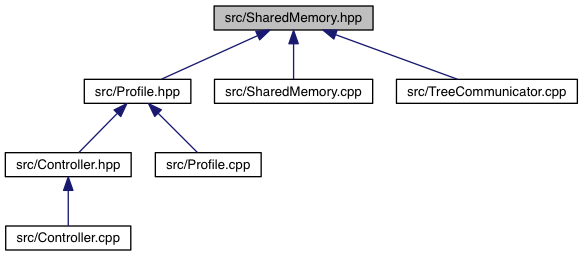 src/SharedMemory.hpp
src/Profile.hpp
src/SharedMemory.cpp
src/TreeCommunicator.cpp
src/Controller.hpp
src/Profile.cpp
src/Controller.cpp